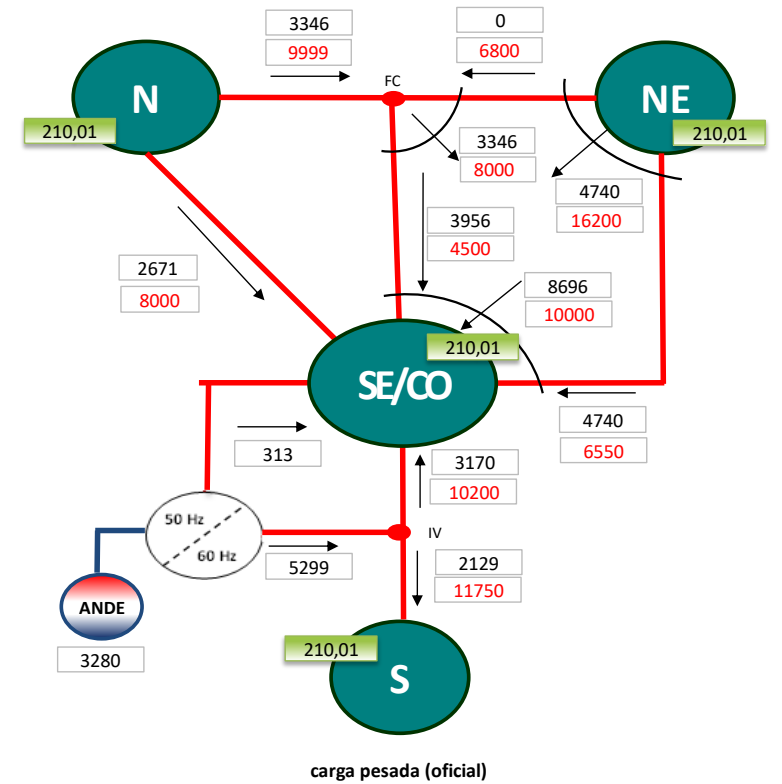 3346
9999
0
6800
FC
N
210,01
NE
210,01
3346
8000
4740
16200
3956
4500
2671
8000
8696
10000
210,01
SE/CO
4740
6550
313
3170
10200
50 Hz
60 Hz
IV
5299
2129
11750
ANDE
3280
210,01
S
carga pesada (oficial)